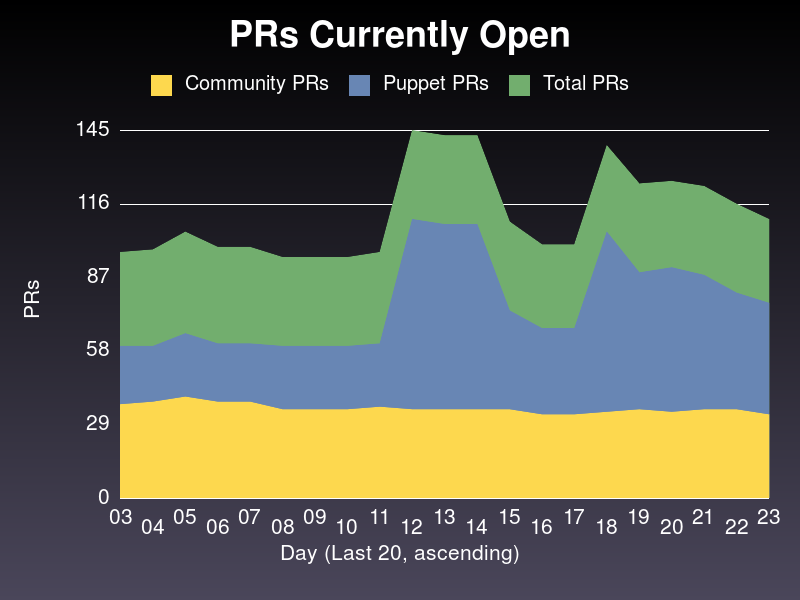 PRs Currently Open
Community PRs Puppet PRs Total PRs
145
116
87
58
29
0
PRs
03 04 05 06 07 08 09 10 11 12 13 14 15 16 17 18 19 20 21 22 23
Day (Last 20, ascending)